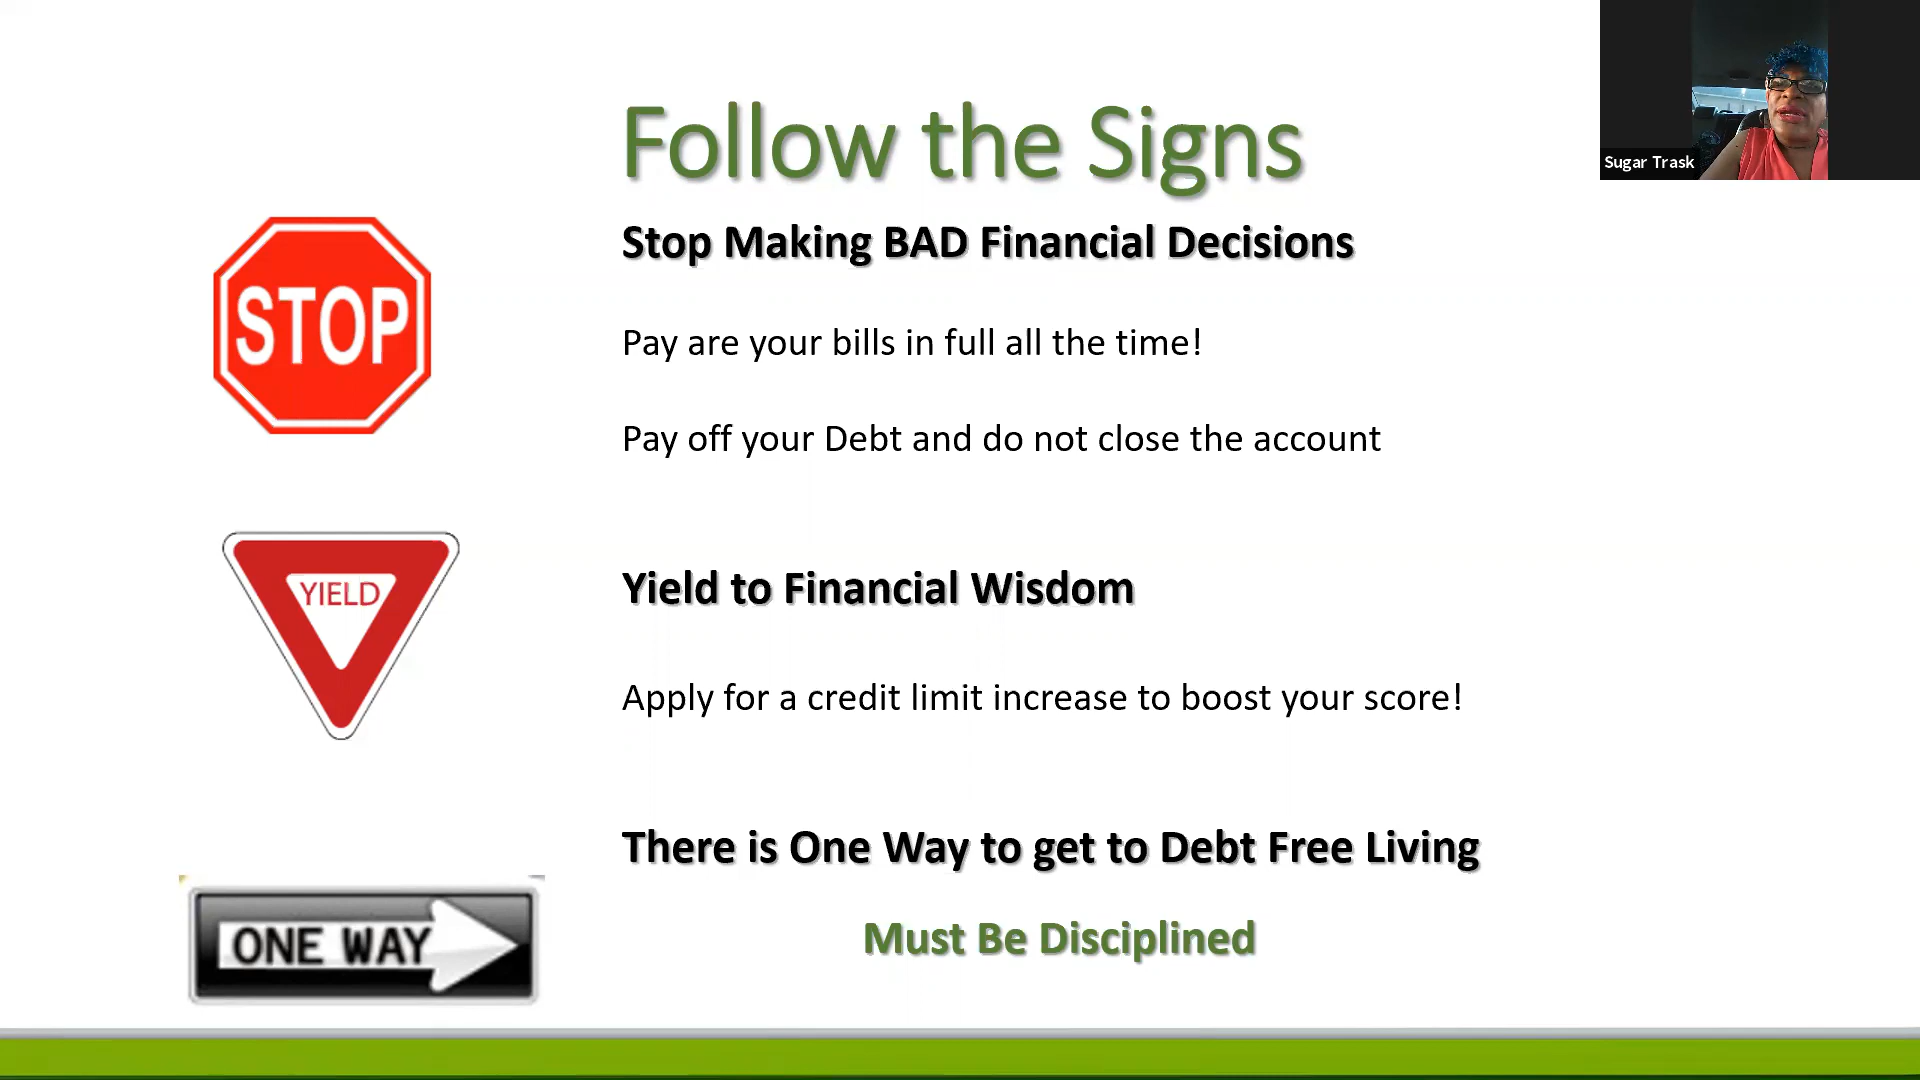 Follow the Signs
Sugar Trask
STOP
Stop Making BAD Financial Decisions
Pay are your bills in full all the time!
Pay off your Debt and do not close the account
YIELD
Yield to Financial Wisdom
Apply for a credit limit increase to boost your score!
There is One Way to get to Debt Free Living
ONE WAY
Must Be Disciplined